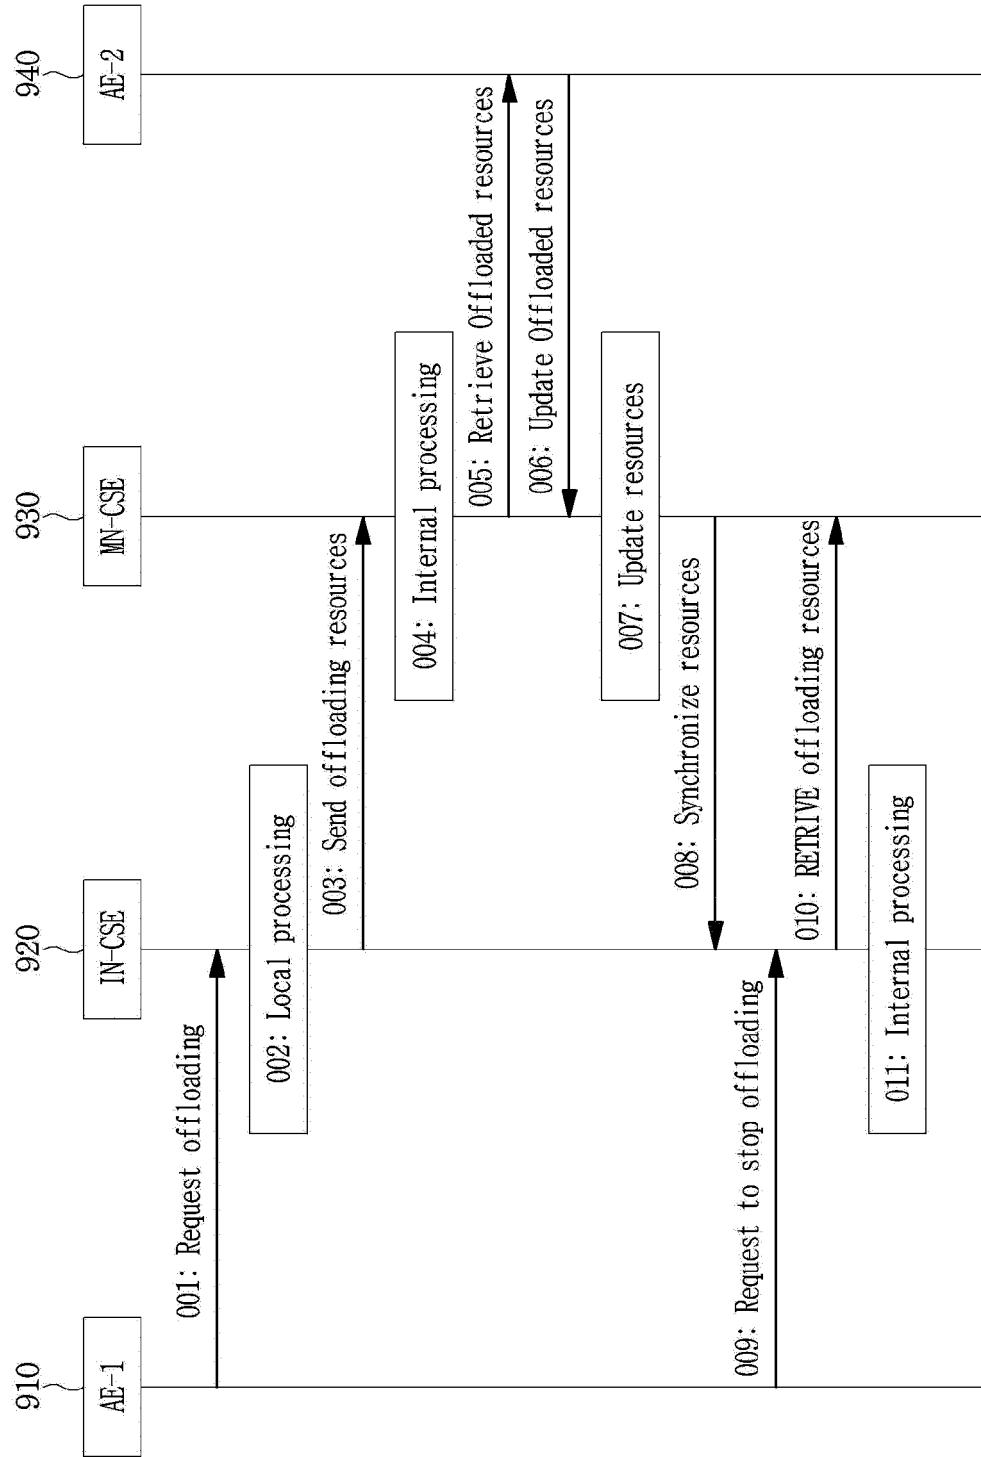 910
920
930
940
AE-1
IN-CSE
MN-CSE
AE-2
001: Request offloading
002: Local processing
003: Send offloading resources
004: Internal processing
005: Retrieve Offloaded resources
006: Update Offloaded resources
007: Update resources
008: Synchronize resources
009: Request to stop offloading
010: RETRIVE offloading resources
011: Internal processing